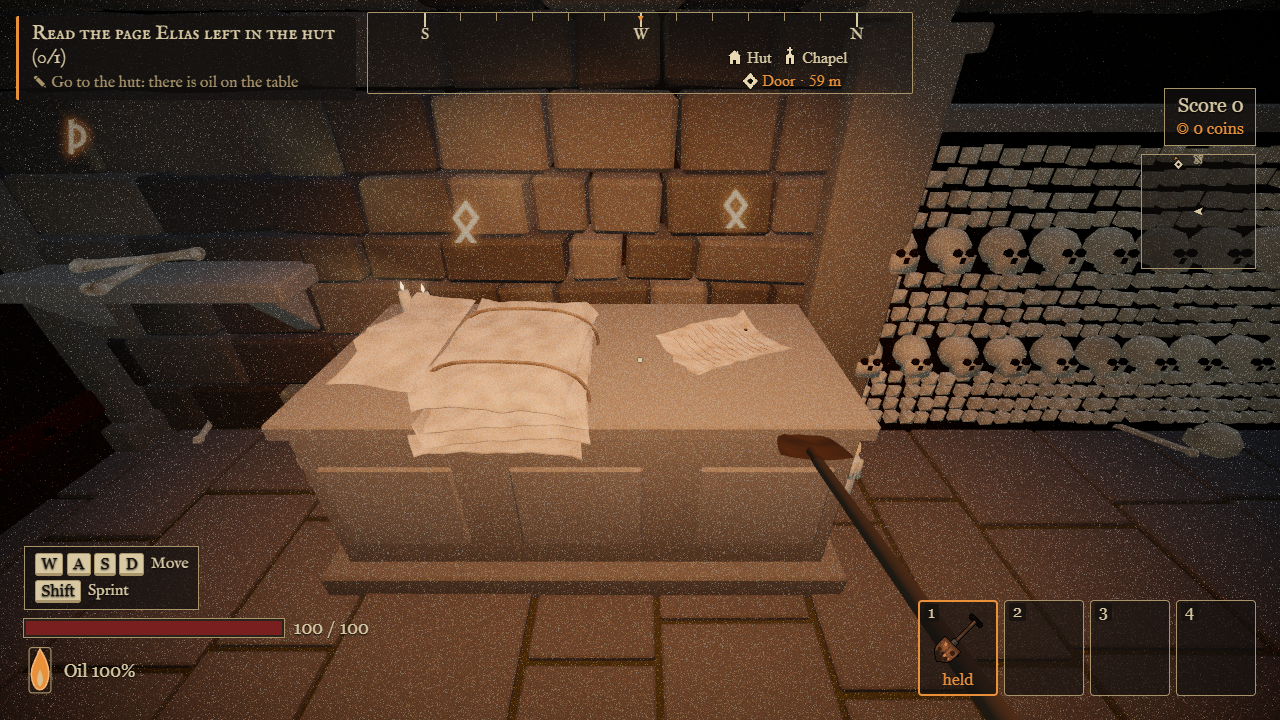 Read the page Elias left in the hut
(0/1)
Go to the hut: there is oil on the table
S W N
Hut Chapel
Door · 59 m
Score 0
0 coins
N
ᚦ
ᛟ ᛟ
W A S D Move
Shift Sprint
100 / 100
Oil 100%
1 2 3 4
held